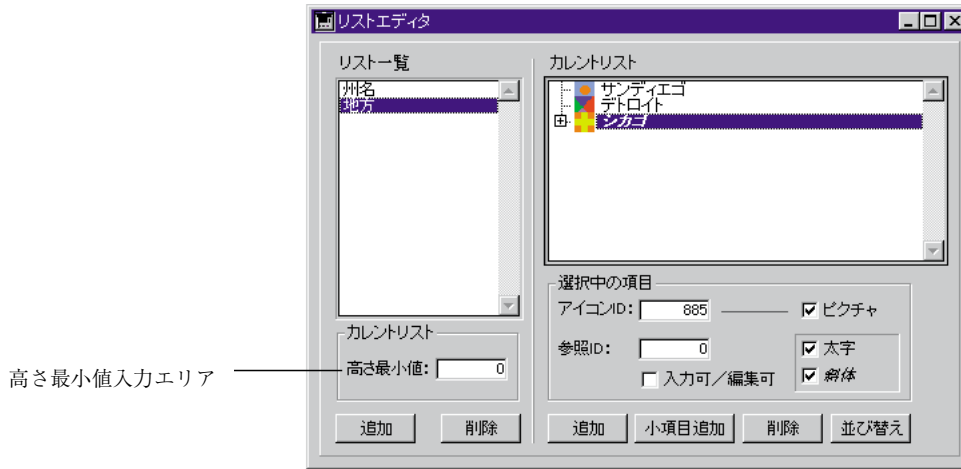 リストエディタ
リスト一覧
州名
地方
カレントリスト
高さ最小値: 0
追加 削除
カレントリスト
サンディエゴ
デトロイト
シカゴ
選択中の項目
アイコンID: 885 ピクチャ
参照ID: 0 太字
入力可／編集可 斜体
追加 小項目追加 削除 並び替え
高さ最小値入力エリア